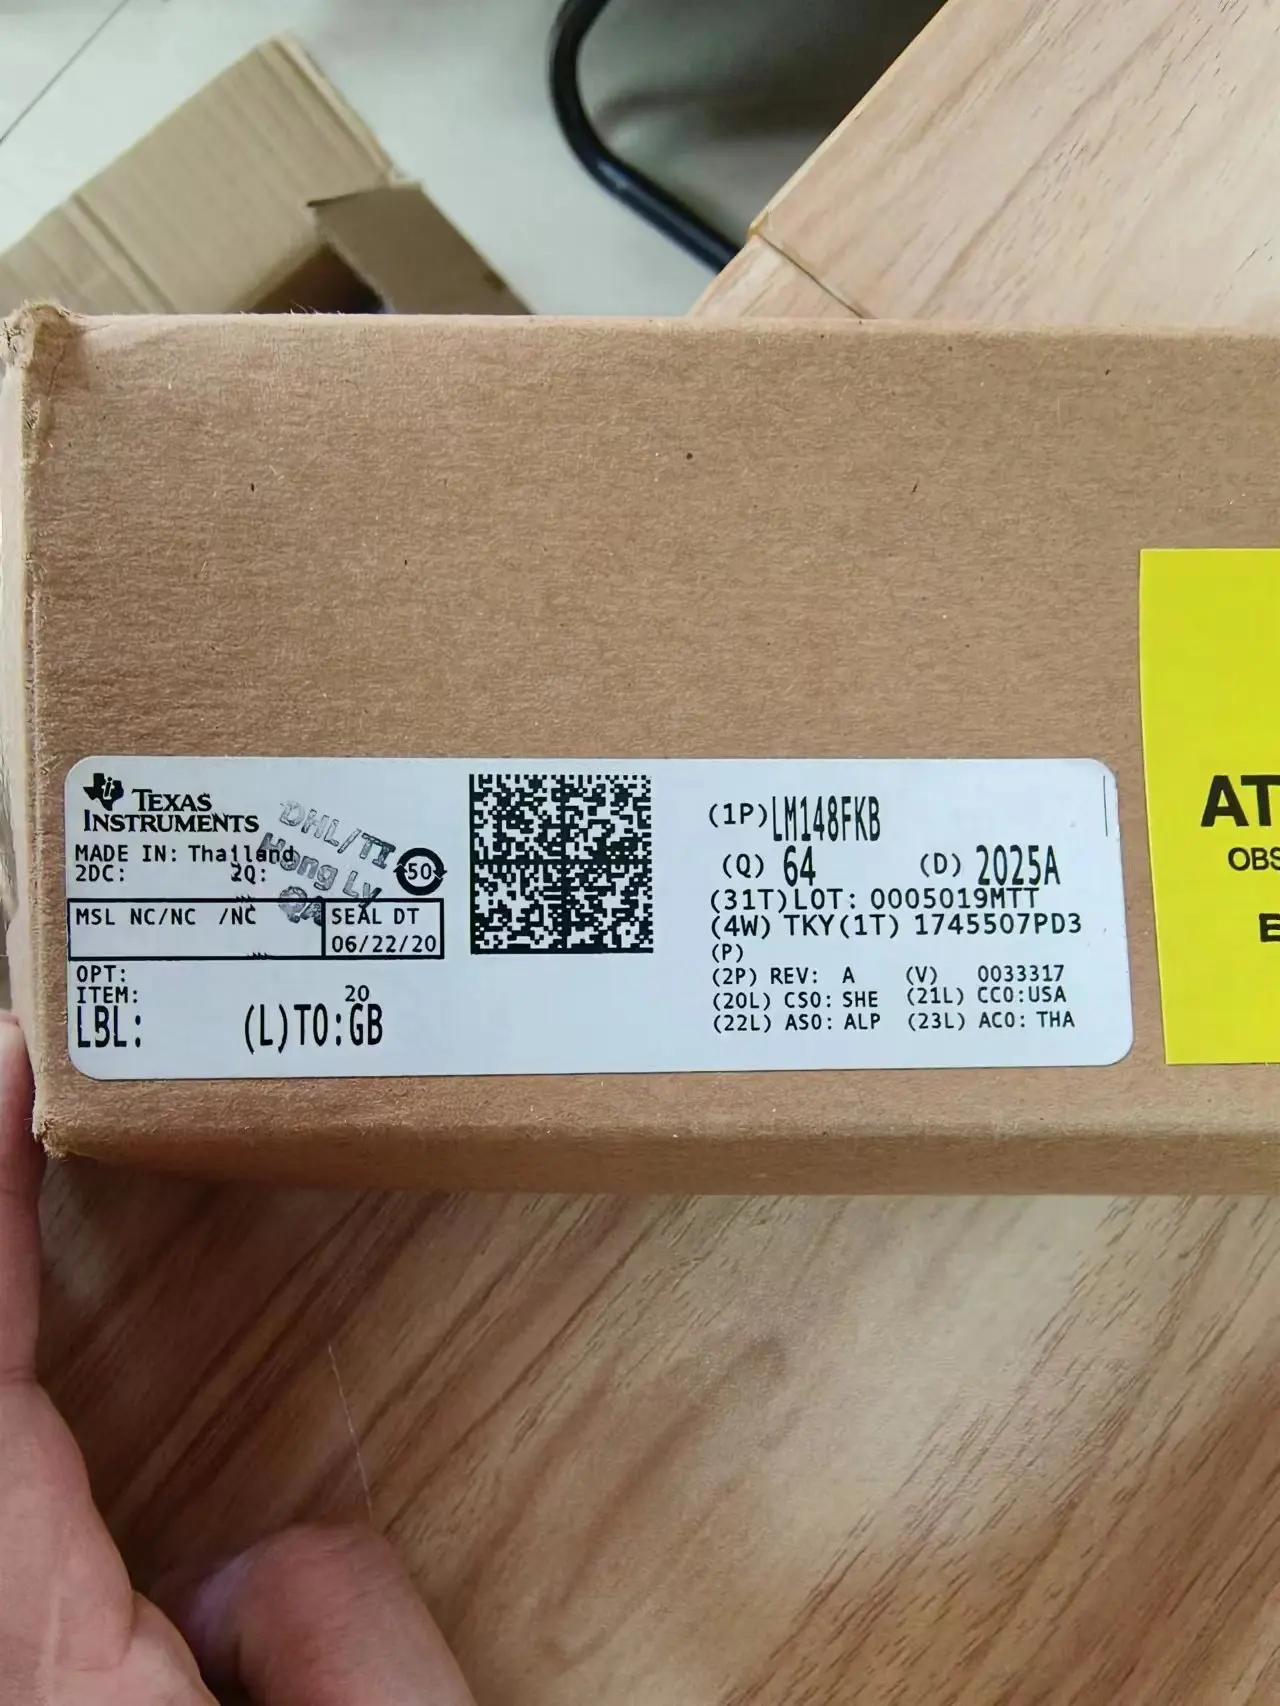 TEXAS
INSTRUMENTS
MADE IN: Thailand
2DC: 2Q:
DHL/TI
Hong Ly
QA
50
MSL NC/NC /NC
SEAL DT
06/22/20
OPT:
ITEM: 20
LBL: (L)TO:GB
(1P)LM148FKB
(Q) 64 (D) 2025A
(31T)LOT: 0005019MTT
(4W) TKY(1T) 1745507PD3
(P)
(2P) REV: A (V) 0033317
(20L) CSO: SHE (21L) CCO:USA
(22L) ASO: ALP (23L) ACO: THA
AT
OBS
E